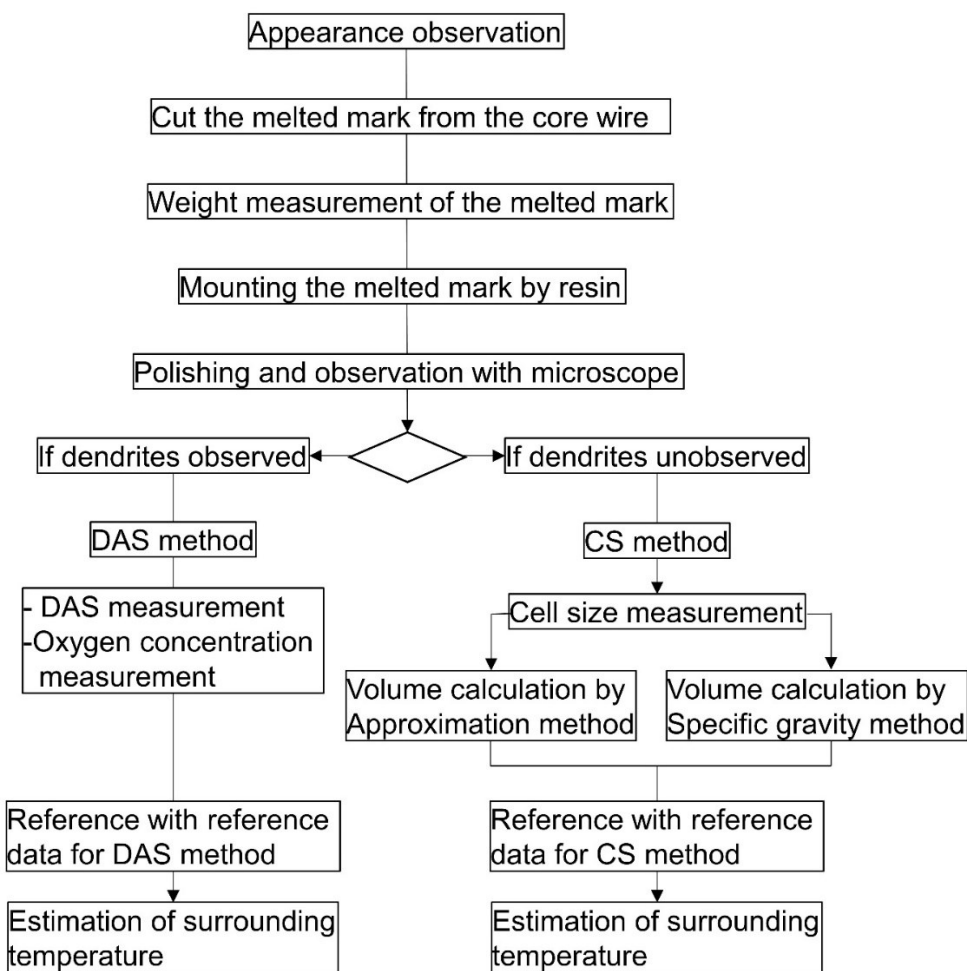 Appearance observation
Cut the melted mark from the core wire
Weight measurement of the melted mark
Mounting the melted mark by resin
Polishing and observation with microscope
If dendrites observed
If dendrites unobserved
DAS method
CS method
- DAS measurement
-Oxygen concentration
measurement
Cell size measurement
Volume calculation by
Approximation method
Volume calculation by
Specific gravity method
Reference with reference
data for DAS method
Reference with reference
data for CS method
Estimation of surrounding
temperature
Estimation of surrounding
temperature